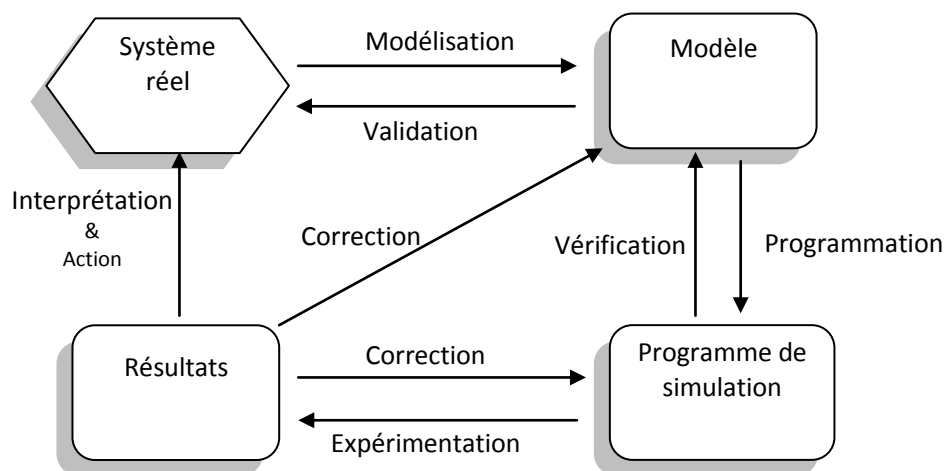 Système
réel
Modélisation
Modèle
Validation
Interprétation
&
Action
Correction
Vérification
Programmation
Résultats
Correction
Programme de
simulation
Expérimentation